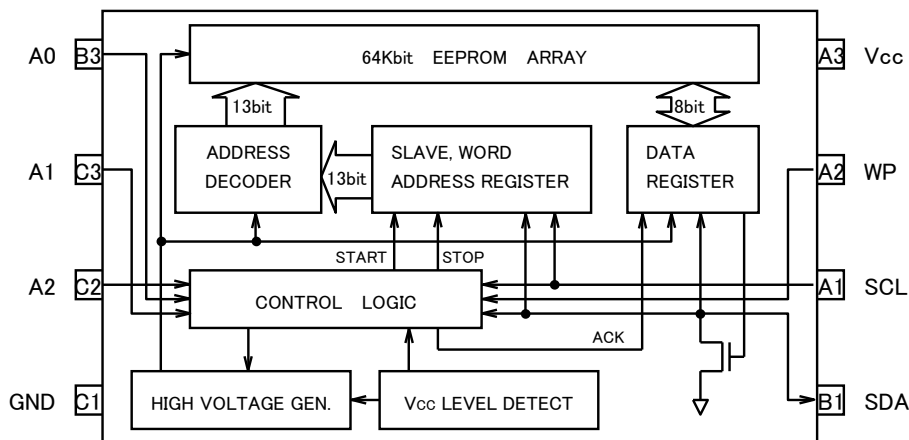 A0 B3 64Kbit EEPROM ARRAY A3 Vcc
13bit 8bit
A1 C3 ADDRESS DECODER 13bit SLAVE, WORD ADDRESS REGISTER DATA REGISTER A2 WP
START STOP
A2 C2 CONTROL LOGIC A1 SCL
ACK
GND C1 HIGH VOLTAGE GEN. Vcc LEVEL DETECT B1 SDA